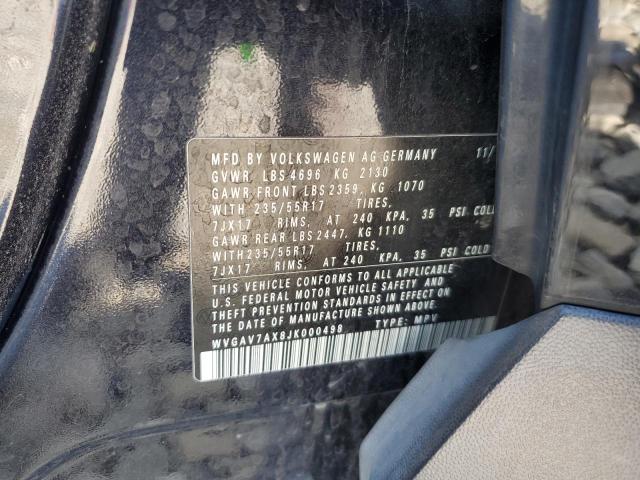 MFD BY VOLKSWAGEN AG GERMANY 11/
GVWR LBS 4696 KG 2130
GAWR FRONT LBS 2359, KG 1070
WITH 235/55R17 TIRES,
7JX17 RIMS, AT 240 KPA, 35 PSI COLD
GAWR REAR LBS 2447, KG 1110
WITH 235/55R17 TIRES,
7JX17 RIMS, AT 240 KPA, 35 PSI COLD
THIS VEHICLE CONFORMS TO ALL APPLICABLE
U.S. FEDERAL MOTOR VEHICLE SAFETY AND
THEFT PREVENTION STANDARDS IN EFFECT ON
THE DATE OF MANUFACTURE SHOWN ABOVE.
WVGAV7AX8JK000498 TYPE: MPV